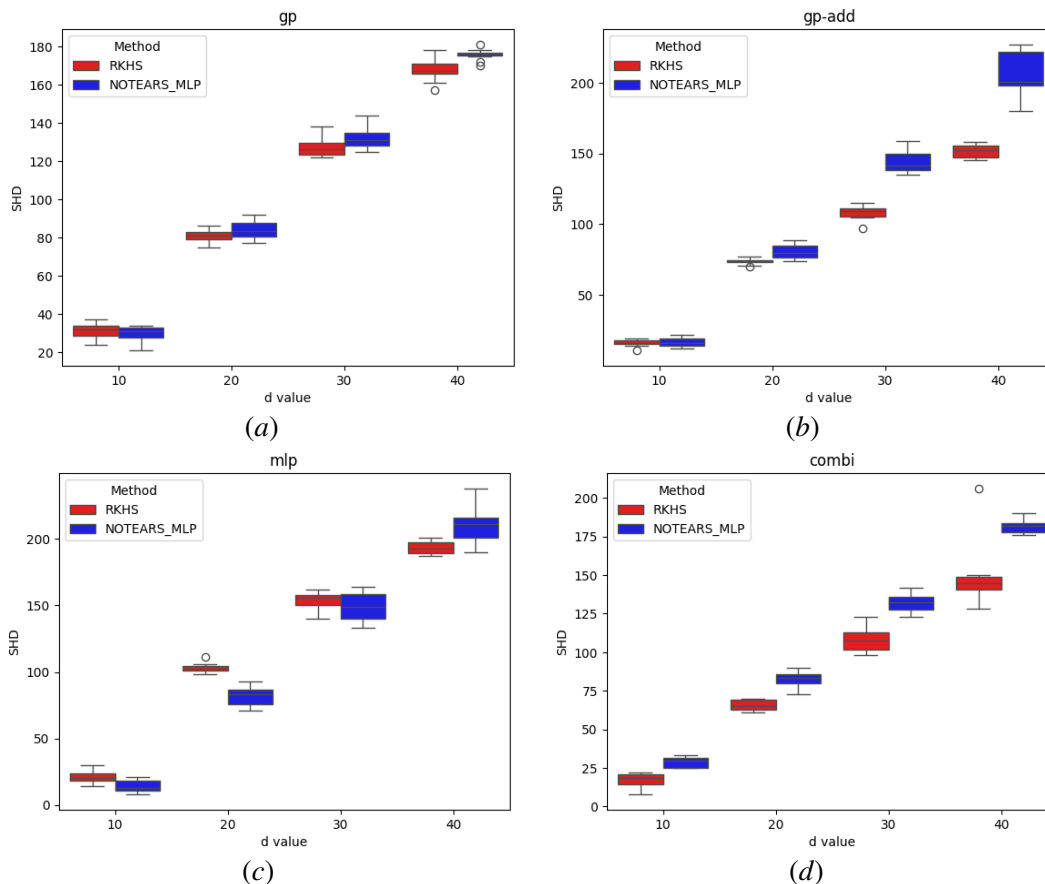 gp
Method
RKHS
NOTEARS_MLP
SHD
180
160
140
120
100
80
60
40
20
10 20 30 40
d value
(a)
gp-add
Method
RKHS
NOTEARS_MLP
SHD
200
150
100
50
10 20 30 40
d value
(b)
mlp
Method
RKHS
NOTEARS_MLP
SHD
200
150
100
50
0
10 20 30 40
d value
(c)
combi
Method
RKHS
NOTEARS_MLP
SHD
200
175
150
125
100
75
50
25
0
10 20 30 40
d value
(d)